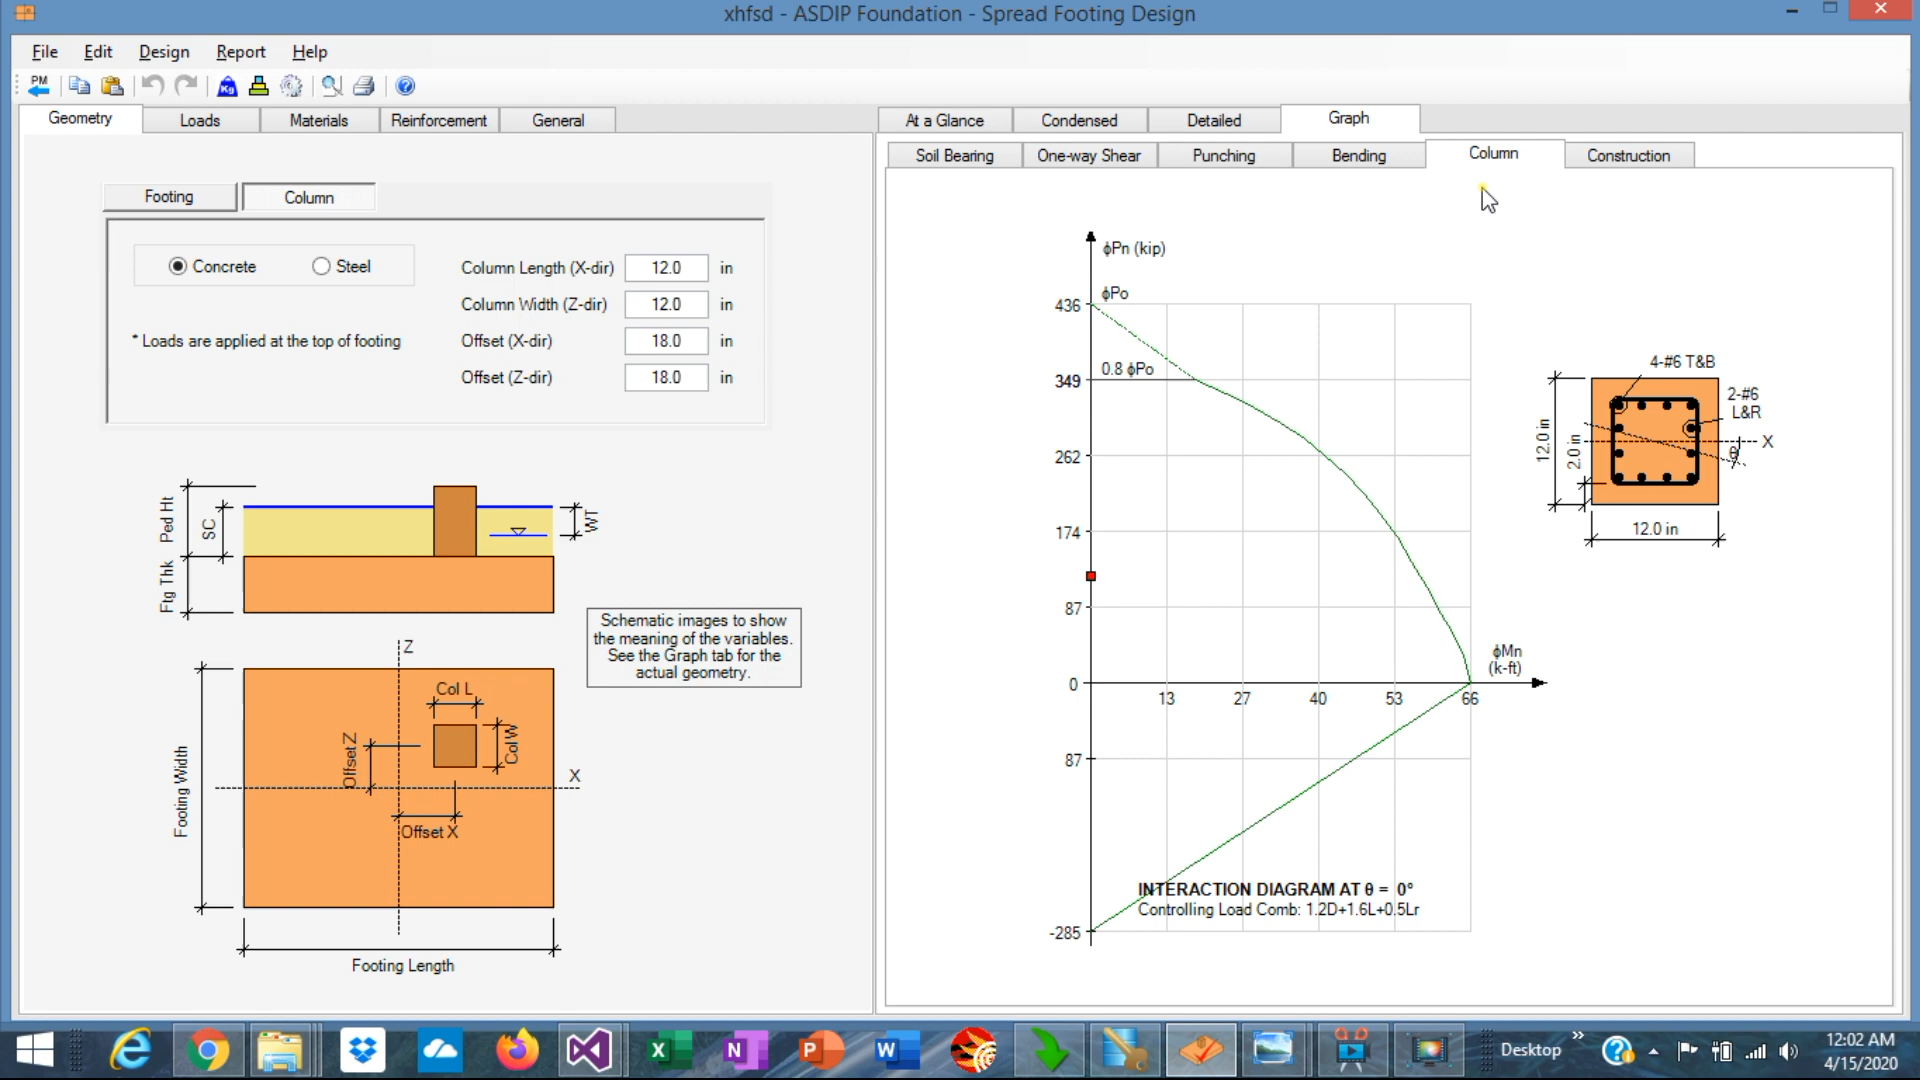 xhfsd - ASDIP Foundation - Spread Footing Design
File Edit Design Report Help
PM Kg
Geometry Loads Materials Reinforcement General
At a Glance Condensed Detailed Graph
Soil Bearing One-way Shear Punching Bending Column Construction
Footing Column
Concrete Steel
* Loads are applied at the top of footing
Column Length (X-dir) 12.0 in
Column Width (Z-dir) 12.0 in
Offset (X-dir) 18.0 in
Offset (Z-dir) 18.0 in
Ped Ht
SC
WT
Ftg Thk
Schematic images to show
the meaning of the variables.
See the Graph tab for the
actual geometry.
Z
Col L
Col W
Offset Z
X
Offset X
Footing Width
Footing Length
ϕPn (kip)
ϕPo
436
0.8 ϕPo
349
262
174
87
0
ϕMn
(k-ft)
13 27 40 53 66
87
-285
INTERACTION DIAGRAM AT θ = 0°
Controlling Load Comb: 1.2D+1.6L+0.5Lr
4-#6 T&B
2-#6
L&R
12.0 in
2.0 in
X
θ
12.0 in
Desktop
12:02 AM
4/15/2020